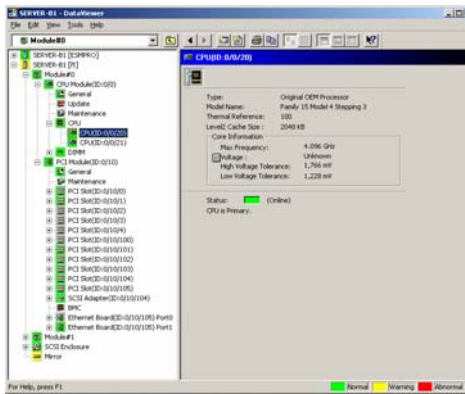 SERVER-B1 - DataViewer
File Edit View Tools Help
Module#0
SERVER-B1 [ESMPRO]
SERVER-B1 [ft]
Module#0
CPU Module(ID:0/0)
General
Update
Maintenance
CPU
CPU(ID:0/0/20)
CPU(ID:0/0/21)
DIMM
PCI Module(ID:0/10)
General
Maintenance
PCI Slot(ID:0/10/0)
PCI Slot(ID:0/10/1)
PCI Slot(ID:0/10/2)
PCI Slot(ID:0/10/3)
PCI Slot(ID:0/10/4)
PCI Slot(ID:0/10/100)
PCI Slot(ID:0/10/101)
PCI Slot(ID:0/10/102)
PCI Slot(ID:0/10/103)
PCI Slot(ID:0/10/104)
PCI Slot(ID:0/10/105)
SCSI Adapter(ID:0/10/104)
BMC
Ethernet Board(ID:0/10/105)-Port0
Ethernet Board(ID:0/10/105)-Port1
Module#1
SCSI Enclosure
Mirror
CPU(ID:0/0/20)
Type: Original OEM Processor
Model Name: Family 15 Model 4 Stepping 3
Thermal Reference: 100
Level2 Cache Size : 2048 KB
Core Information
Max Frequency: 4.096 GHz
Voltage : Unknown
High Voltage Tolerance: 1,766 mV
Low Voltage Tolerance: 1,228 mV
Status: (Online)
CPU is Primary.
For Help, press F1
Normal Warning Abnormal